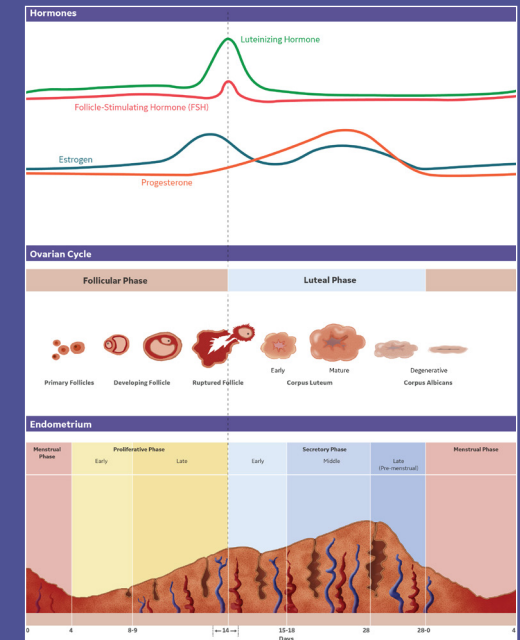 Hormones
Luteinizing Hormone
Follicle-Stimulating Hormone (FSH)
Estrogen
Progesterone
Ovarian Cycle
Follicular Phase
Luteal Phase
Early
Mature
Degenerative
Primary Follicles
Developing Follicle
Ruptured Follicle
Corpus Luteum
Corpus Albicans
Endometrium
Menstrual
Phase
Proliferative Phase
Secretory Phase
Menstrual Phase
Early
Late
Early
Middle
Late
(Pre-menstrual)
0
4
8-9
←14→
15-18
28
28-0
4
Days